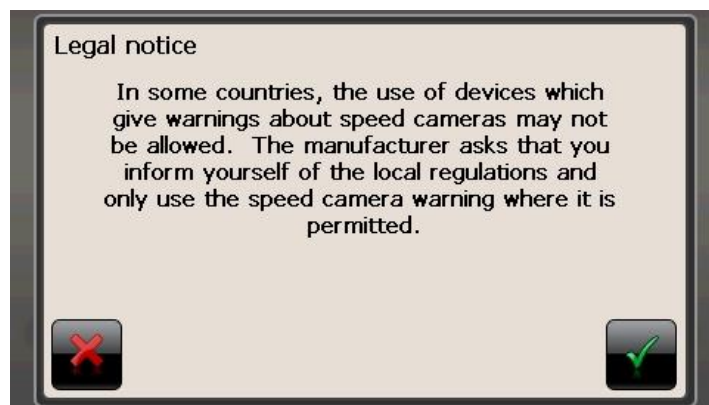 Legal notice
In some countries, the use of devices which
give warnings about speed cameras may not
be allowed.  The manufacturer asks that you
inform yourself of the local regulations and
only use the speed camera warning where it is
permitted.